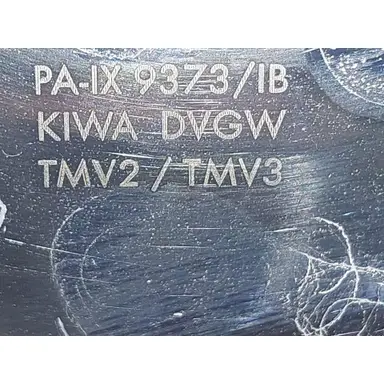 PA-IX 9373/IB
KIWA DVGW
TMV2 / TMV3